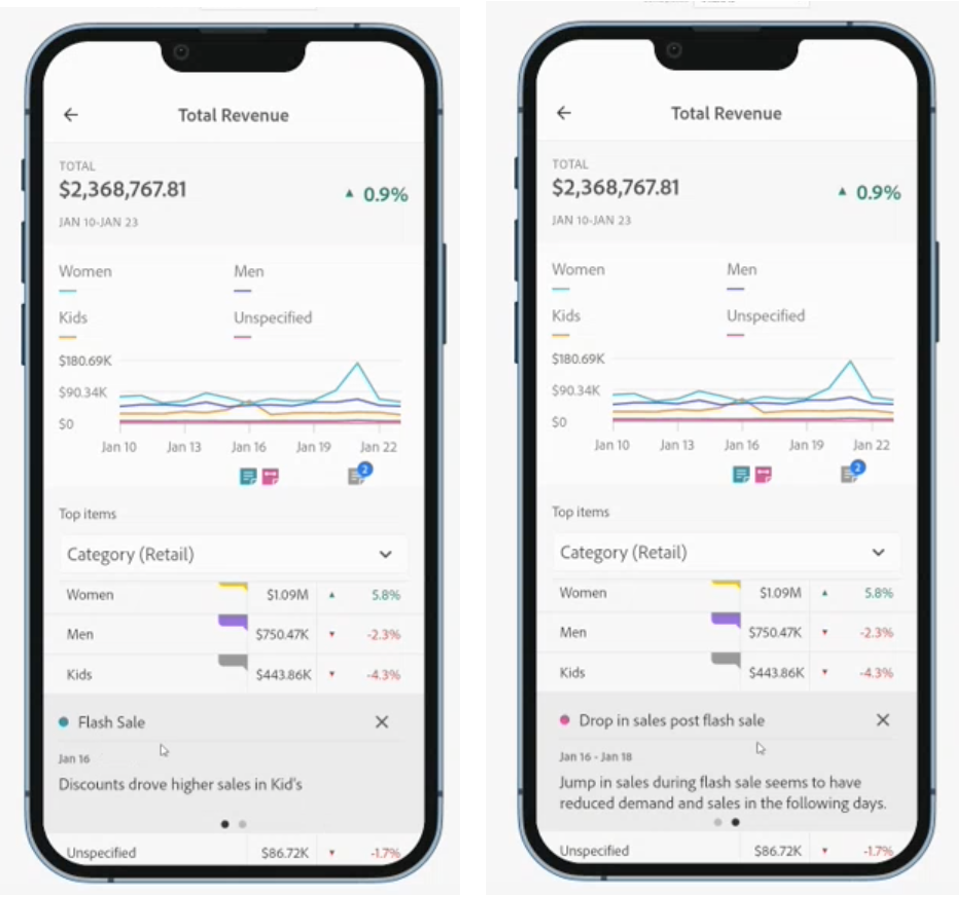 Total Revenue
TOTAL
$2,368,767.81
▲ 0.9%
JAN 10-JAN 23
Women Men
Kids Unspecified
$180.69K
$90.34K
$0
Jan 10 Jan 13 Jan 16 Jan 19 Jan 22
2
Top items
Category (Retail)
Women $1.09M ▲ 5.8%
Men $750.47K ▼ -2.3%
Kids $443.86K ▼ -4.3%
Flash Sale
Jan 16
Discounts drove higher sales in Kid's
Unspecified $86.72K ▼ -1.7%
Total Revenue
TOTAL
$2,368,767.81
▲ 0.9%
JAN 10-JAN 23
Women Men
Kids Unspecified
$180.69K
$90.34K
$0
Jan 10 Jan 13 Jan 16 Jan 19 Jan 22
2
Top items
Category (Retail)
Women $1.09M ▲ 5.8%
Men $750.47K ▼ -2.3%
Kids $443.86K ▼ -4.3%
Drop in sales post flash sale
Jan 16 - Jan 18
Jump in sales during flash sale seems to have
reduced demand and sales in the following days.
Unspecified $86.72K ▼ -1.7%